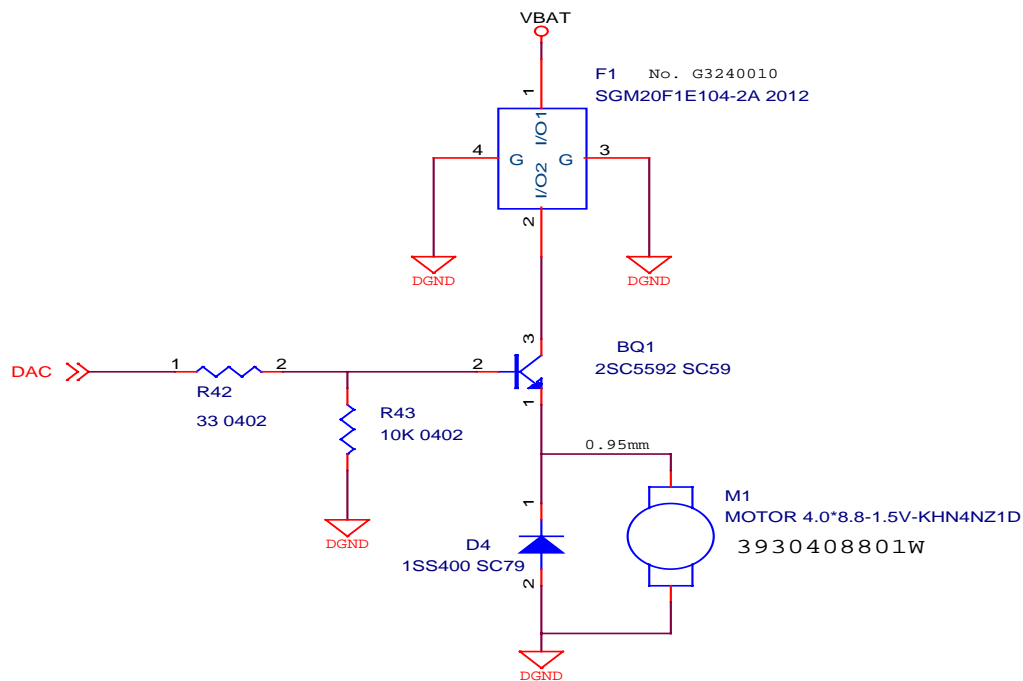 VBAT
F1 No. G3240010
SGM20F1E104-2A 2012
1
I/O1
4
G
G
3
I/O2
2
DGND
DGND
3
BQ1
2SC5592 SC59
DAC
1
2
2
R42
33 0402
R43
10K 0402
1
0.95mm
DGND
1
D4
1SS400 SC79
2
M1
MOTOR 4.0*8.8-1.5V-KHN4NZ1D
3930408801W
DGND